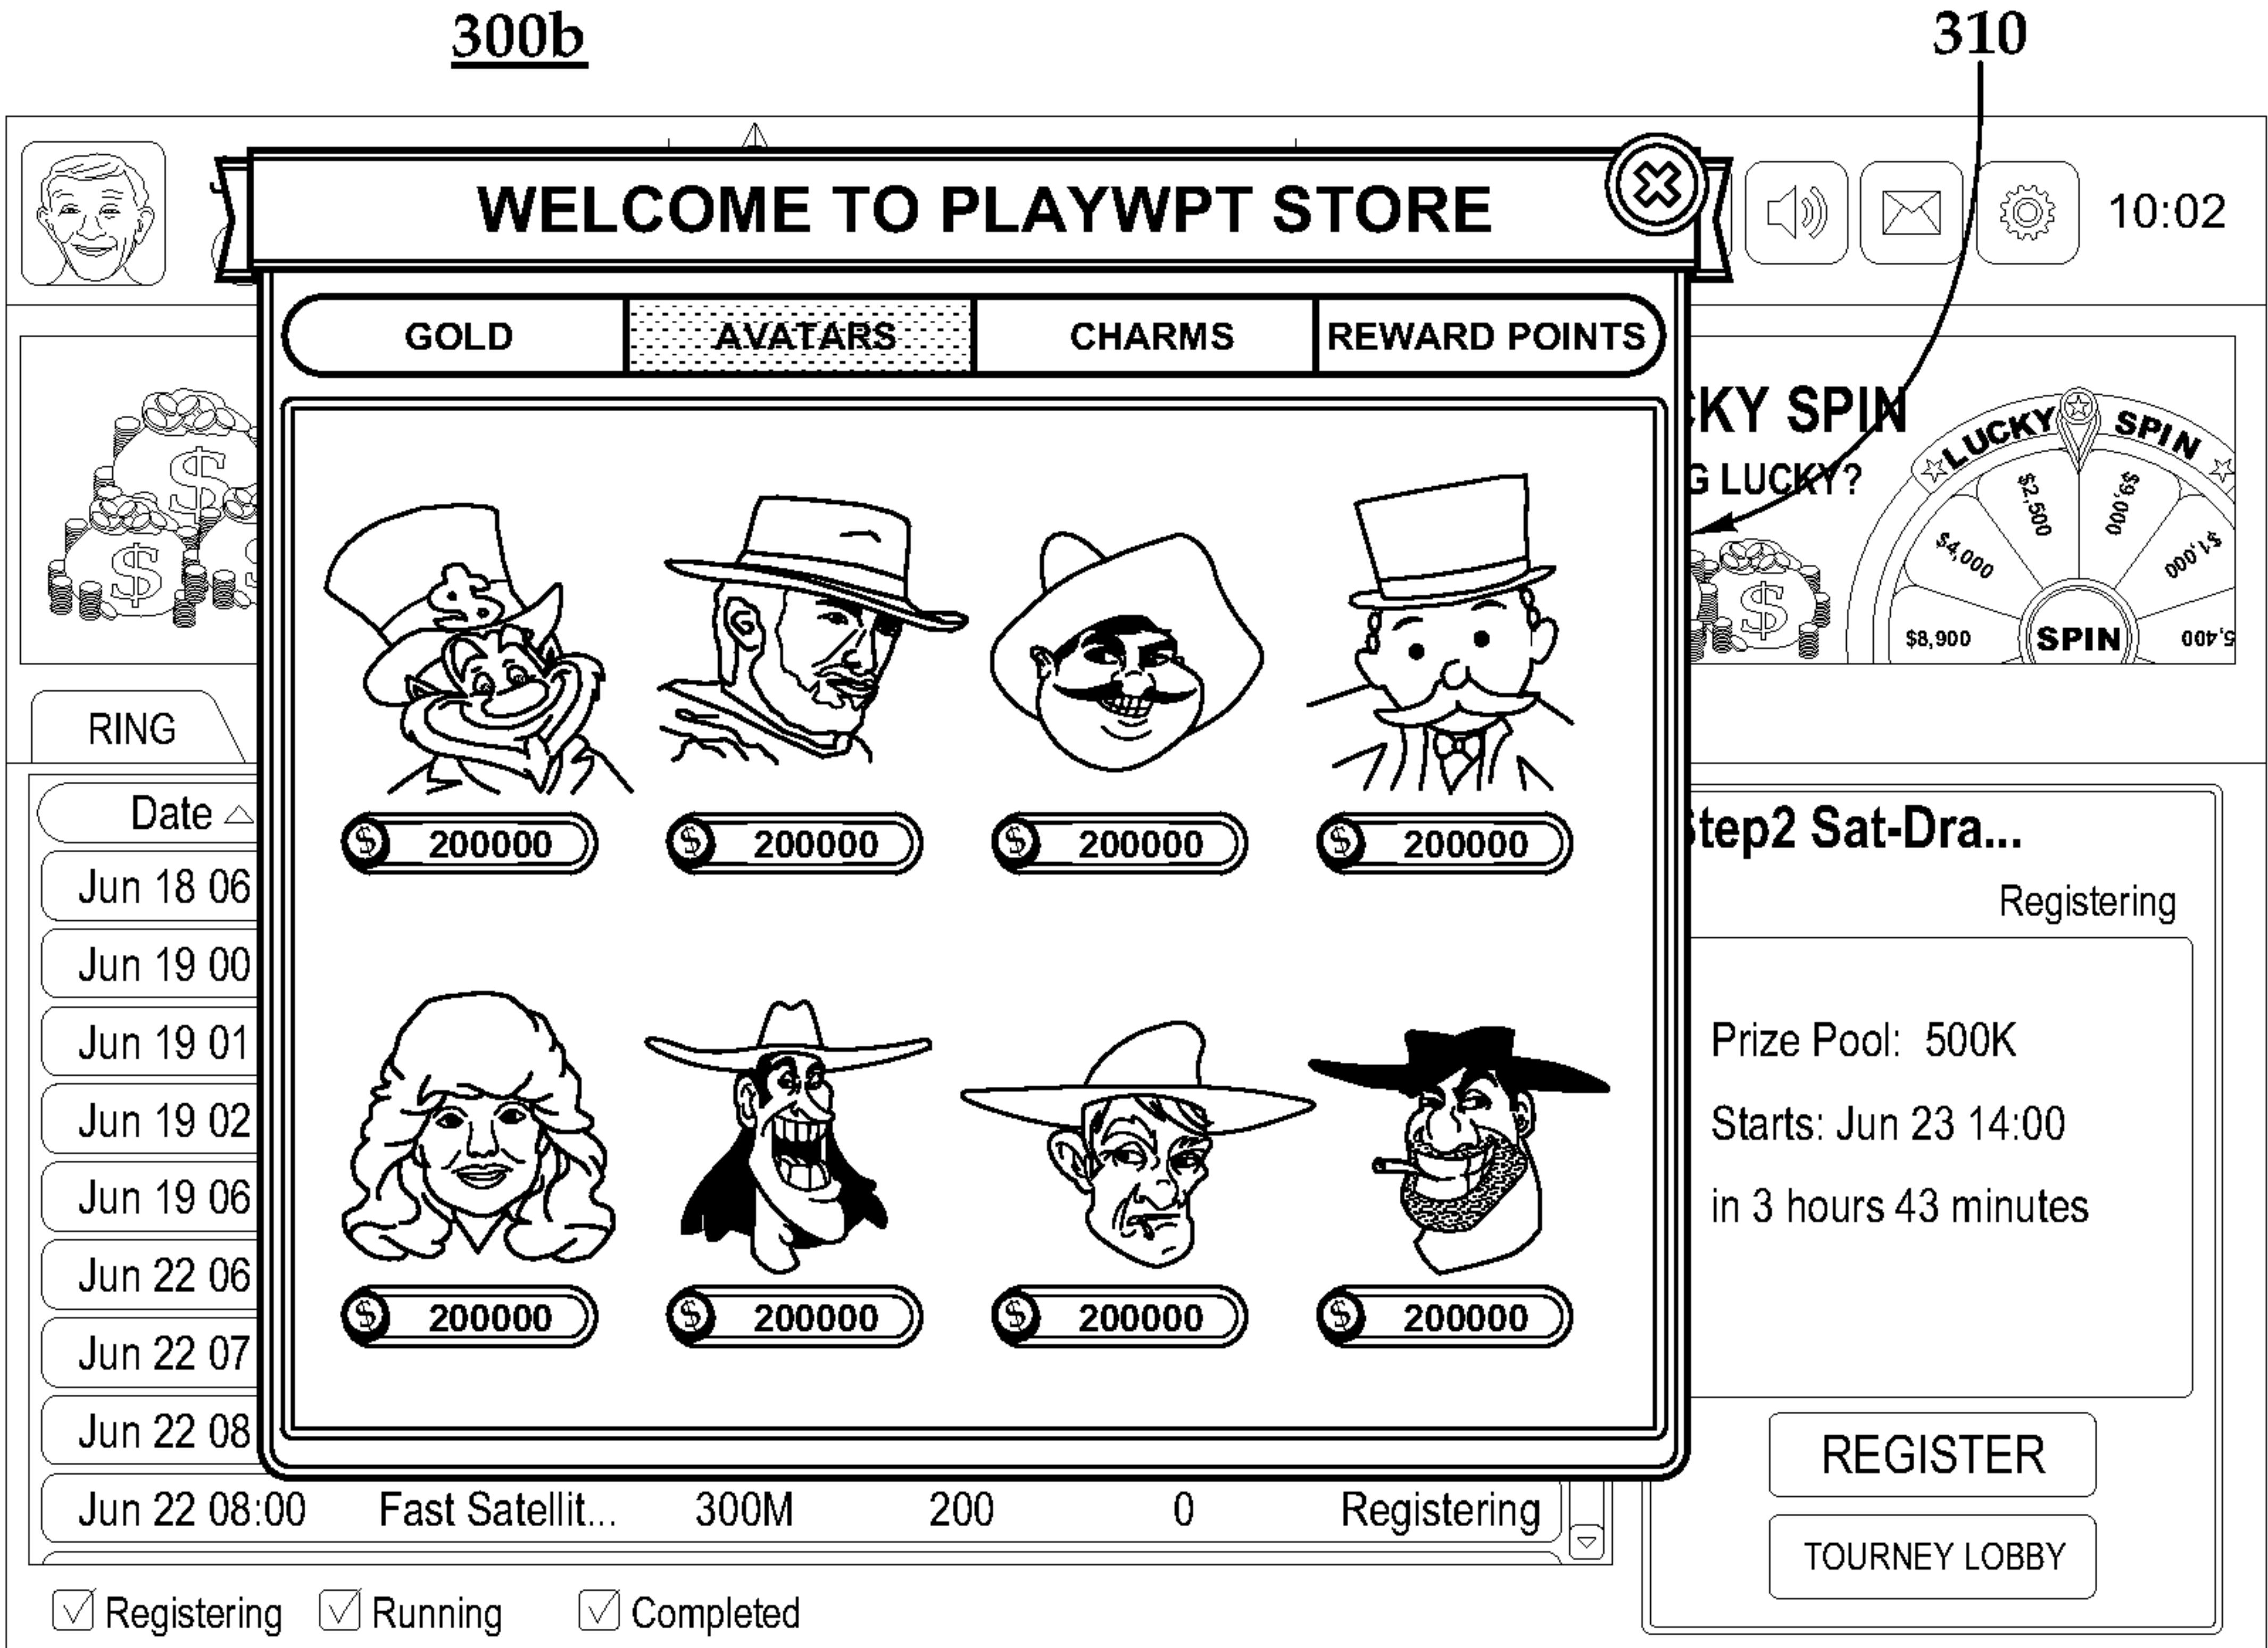 300b
310
WELCOME TO PLAYWPT STORE
10:02
GOLD AVATARS CHARMS REWARD POINTS
KY SPIN
G LUCKY?
LUCKY SPIN
$8,900 $4,000 $2,500 $9,000 $1,000 5,400
SPIN
$ $
$ $
RING
Date
Jun 18 06
Jun 19 00
Jun 19 01
Jun 19 02
Jun 19 06
Jun 22 06
Jun 22 07
Jun 22 08
Jun 22 08:00 Fast Satellit... 300M 200 0 Registering
$
$ 200000 $ 200000 $ 200000 $ 200000
$ 200000 $ 200000 $ 200000 $ 200000
Step2 Sat-Dra...
Registering
Prize Pool: 500K
Starts: Jun 23 14:00
in 3 hours 43 minutes
REGISTER
TOURNEY LOBBY
Registering Running Completed